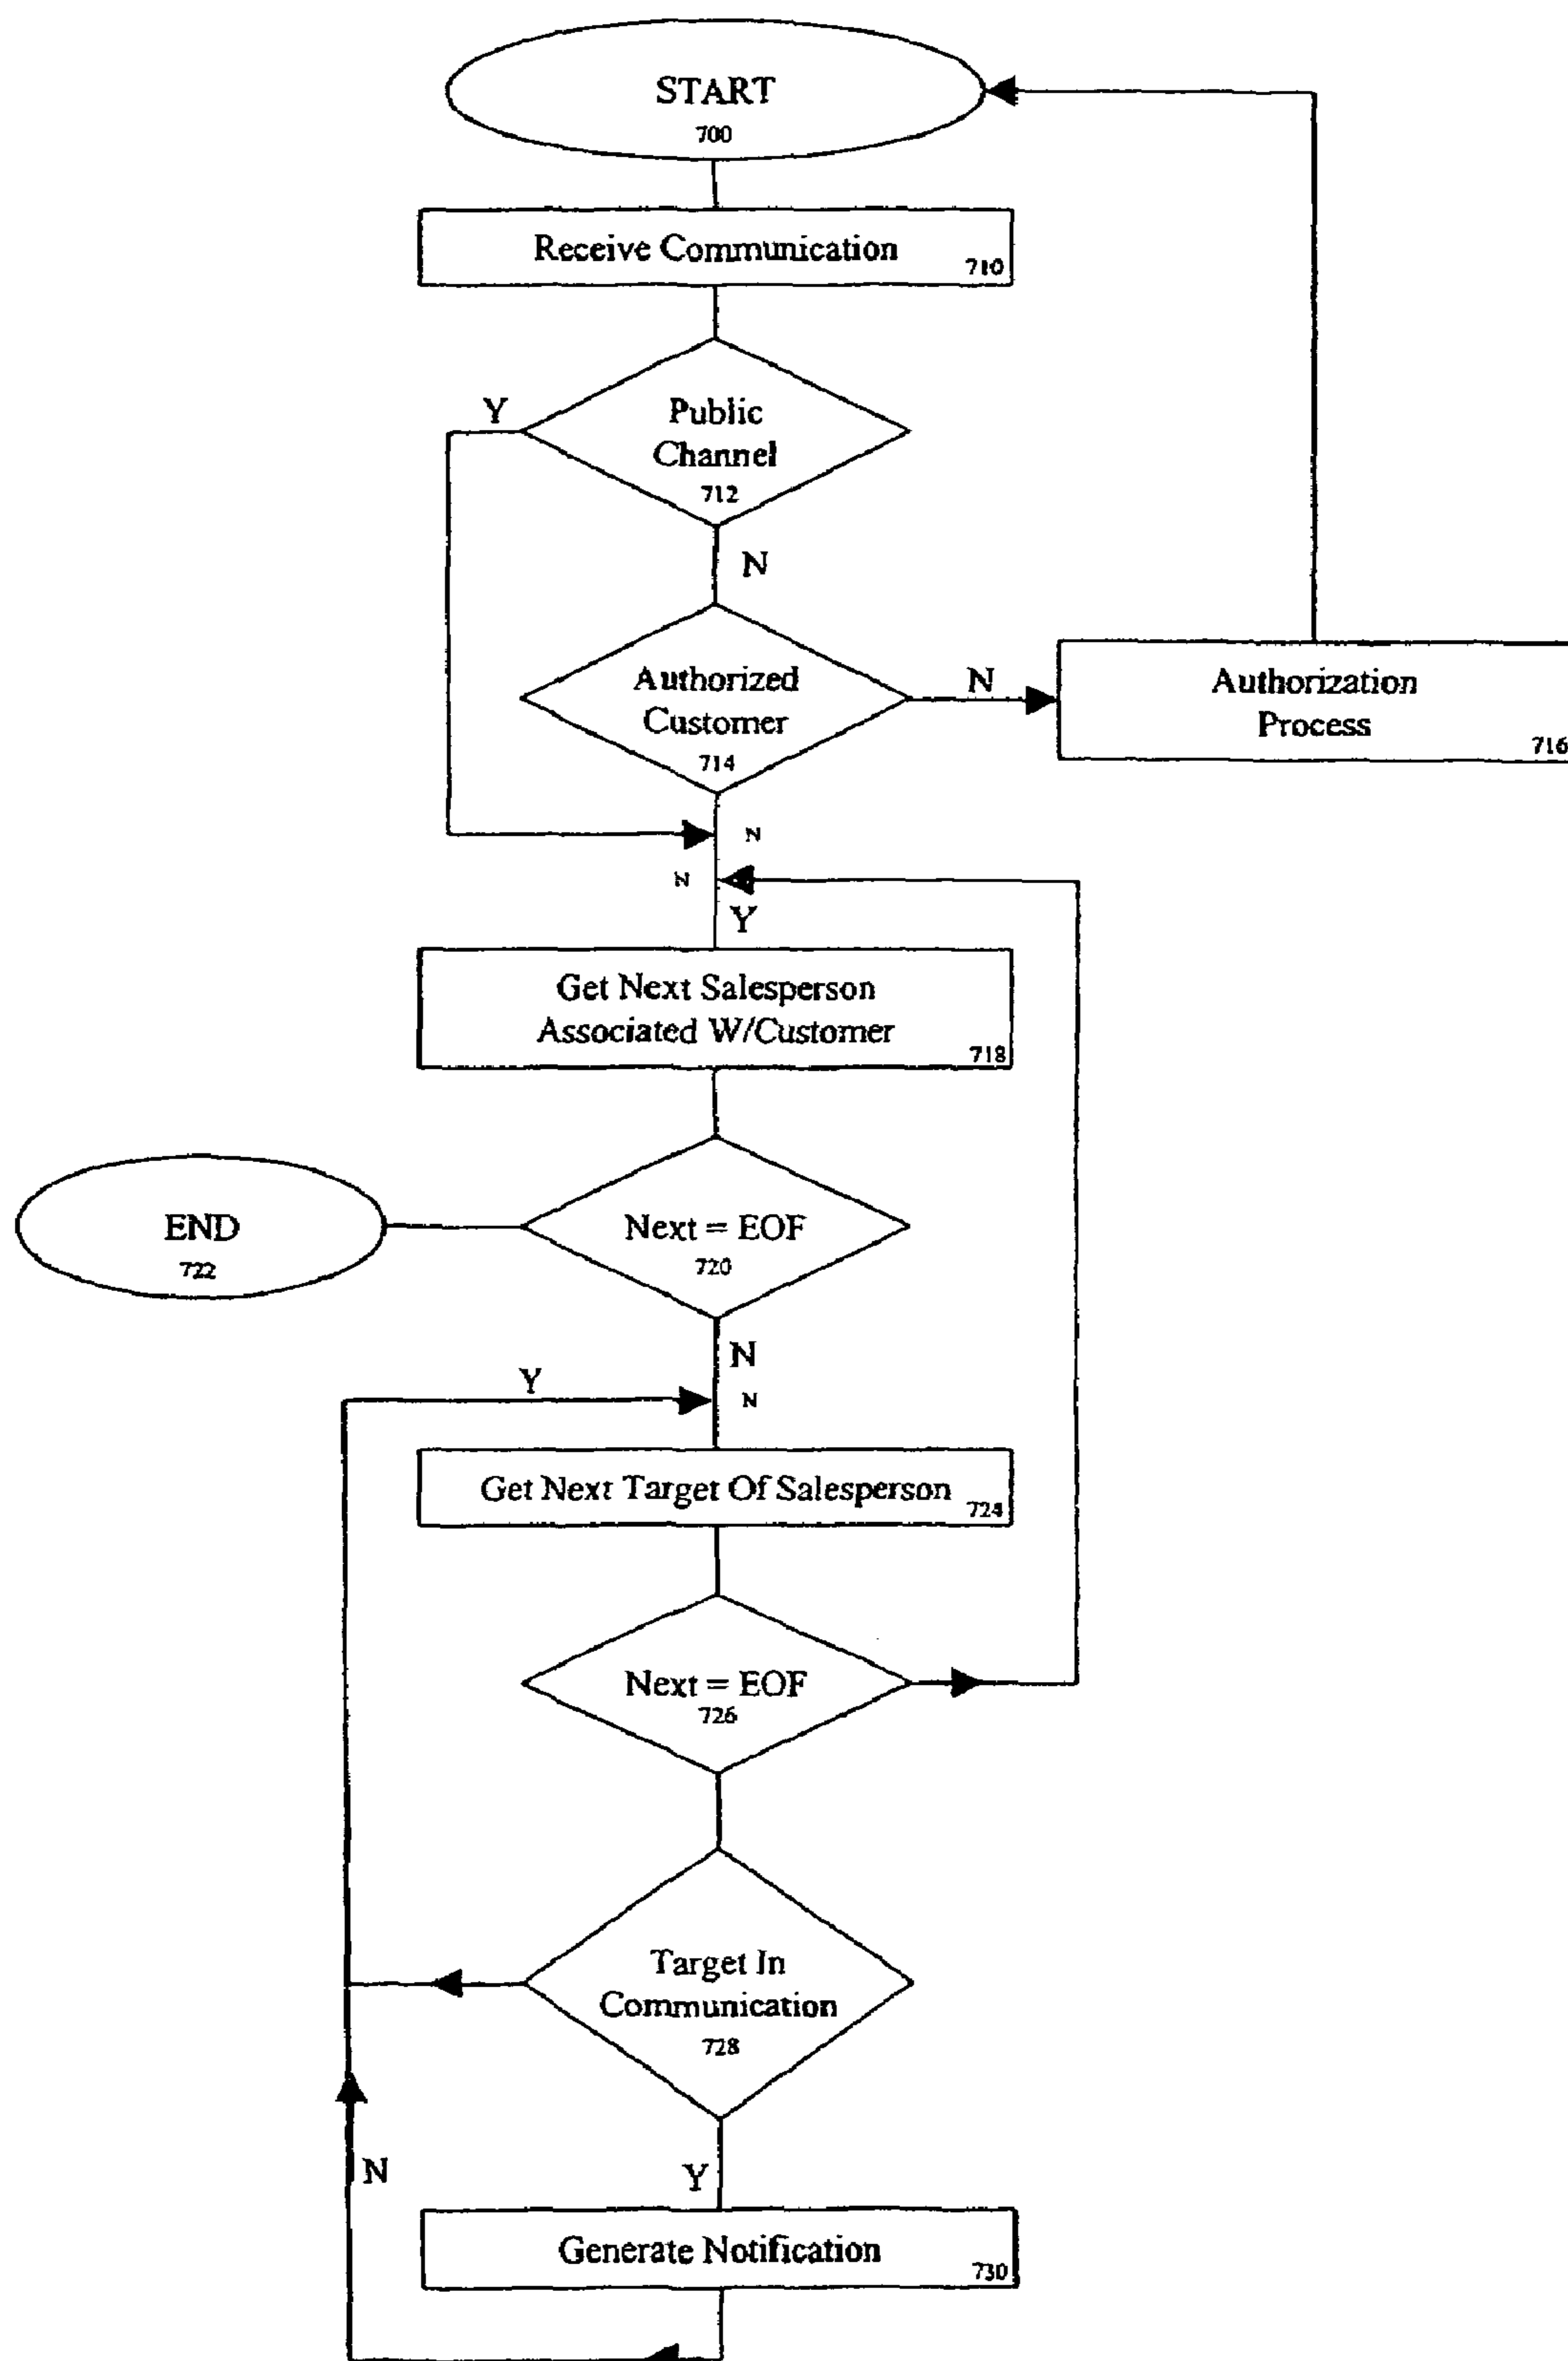 START
700
Receive Communication
710
Y
Public
Channel
712
N
Authorized
Customer
714
N
Authorization
Process
716
N
N
Y
Get Next Salesperson
Associated W/Customer
718
END
722
Next = EOF
720
N
Y
N
Get Next Target Of Salesperson
724
Next = EOF
726
Target In
Communication
728
N
Y
Generate Notification
730